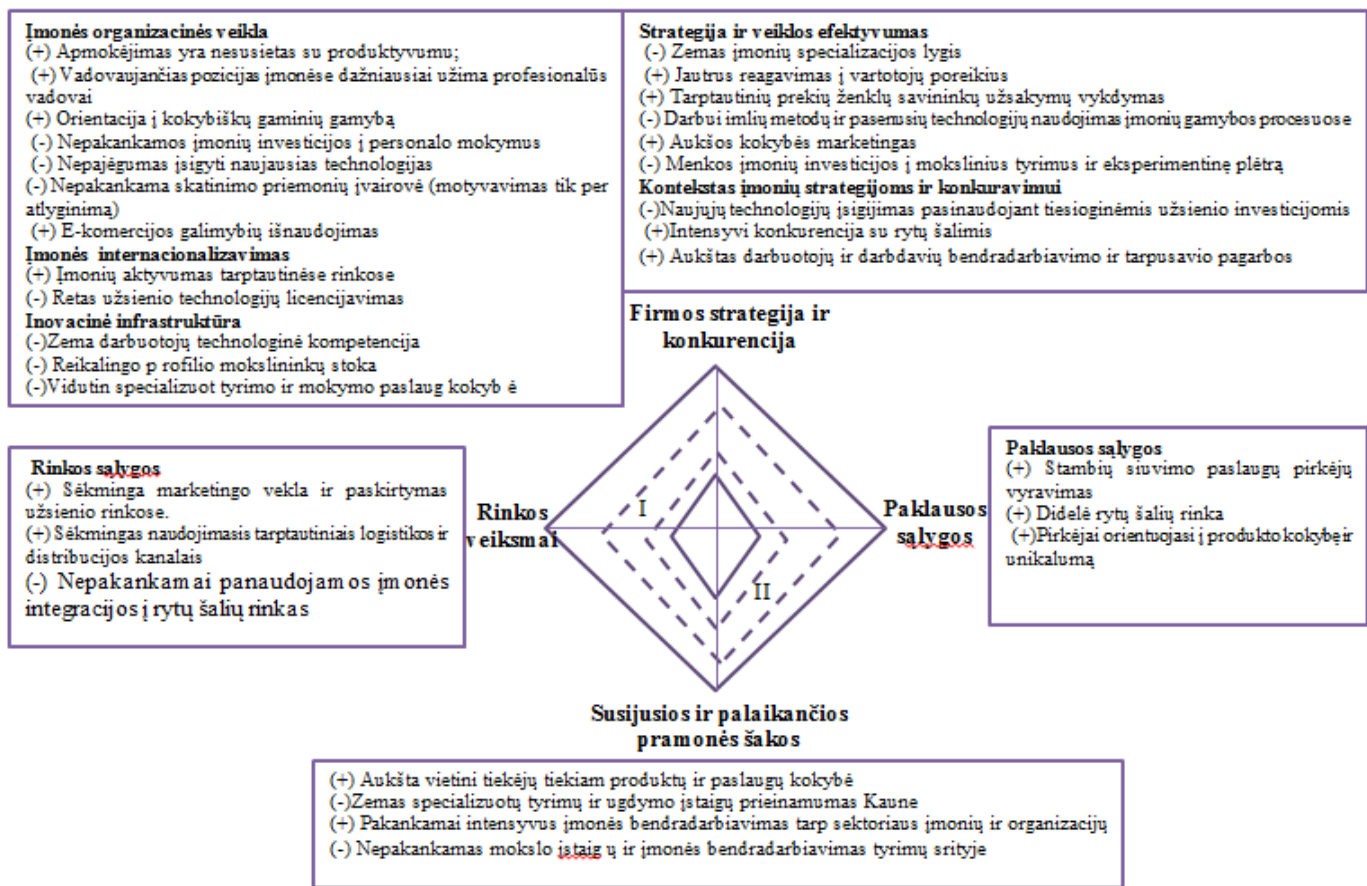 Įmonės organizacinės veikla
(+) Apmokėjimas yra nesusietas su produktyvumu;
(+) Vadovaujančias pozicijas įmonėse dažniausiai užima profesionalūs
vadovai
(+) Orientacija į kokybiškų gaminių gamybą
(-) Nepakankamos įmonių investicijos į personalo mokymus
(-) Nepajėgumas įsigyti naujausias technologijas
(-) Nepakankama skatinimo priemonių įvairovė (motyvavimas tik per
atlyginimą)
(+) E-komercijos galimybių išnaudojimas
Įmonės internacionalizavimas
(+) Įmonių aktyvumas tarptautinėse rinkose
(-) Retas užsienio technologijų licencijavimas
Inovacinė infrastruktūra
(-)Zema darbuotojų technologinė kompetencija
(-) Reikalingo p rofilio mokslininkų stoka
(-)Vidutin specializuot tyrimo ir mokymo paslaug kokyb ė
Strategija ir veiklos efektyvumas
(-) Zemas įmonių specializacijos lygis
(+) Jautrus reagavimas į vartotojų poreikius
(+) Tarptautinių prekių ženklų savininkų užsakymų vykdymas
(-) Darbui imlių metodų ir pasenusių technologijų naudojimas įmonių gamybos procesuose
(+) Aukšos kokybės marketingas
(-) Menkos įmonių investicijos į mokslinius tyrimus ir eksperimentinę plėtrą
Kontekstas įmonių strategijoms ir konkuravimui
(-)Naujųjų technologijų įsigijimas pasinaudojant tiesioginėmis užsienio investicijomis
(+)Intensyvi konkurencija su rytų šalimis
(+) Aukštas darbuotojų ir darbdavių bendradarbiavimo ir tarpusavio pagarbos
Firmos strategija ir
konkurencija
Rinkos sąlygos
(+) Sėkminga marketingo vekla ir paskirtymas
užsienio rinkose.
(+) Sėkmingas naudojimasis tarptautiniais logistikos ir
distribucijos kanalais
(-) Nepakankamai panaudojamos įmonės
integracijos į rytų šalių rinkas
Rinkos
veiksmai
I
II
Paklausos
sąlygos
Paklausos sąlygos
(+) Stambių siuvimo paslaugų pirkėjų
vyravimas
(+) Didelė rytų šalių rinka
(+)Pirkėjai orientuojasi į produkto kokybę ir
unikalumą
Susijusios ir palaikančios
pramonės šakos
(+) Aukšta vietini tiekėjų tiekiam produktų ir paslaugų kokybė
(-)Zemas specializuotų tyrimų ir ugdymo įstaigų prieinamumas Kaune
(+) Pakankamai intensyvus įmonės bendradarbiavimas tarp sektoriaus įmonių ir organizacijų
(-) Nepakankamas mokslo įstaig ų ir įmonės bendradarbiavimas tyrimų srityje